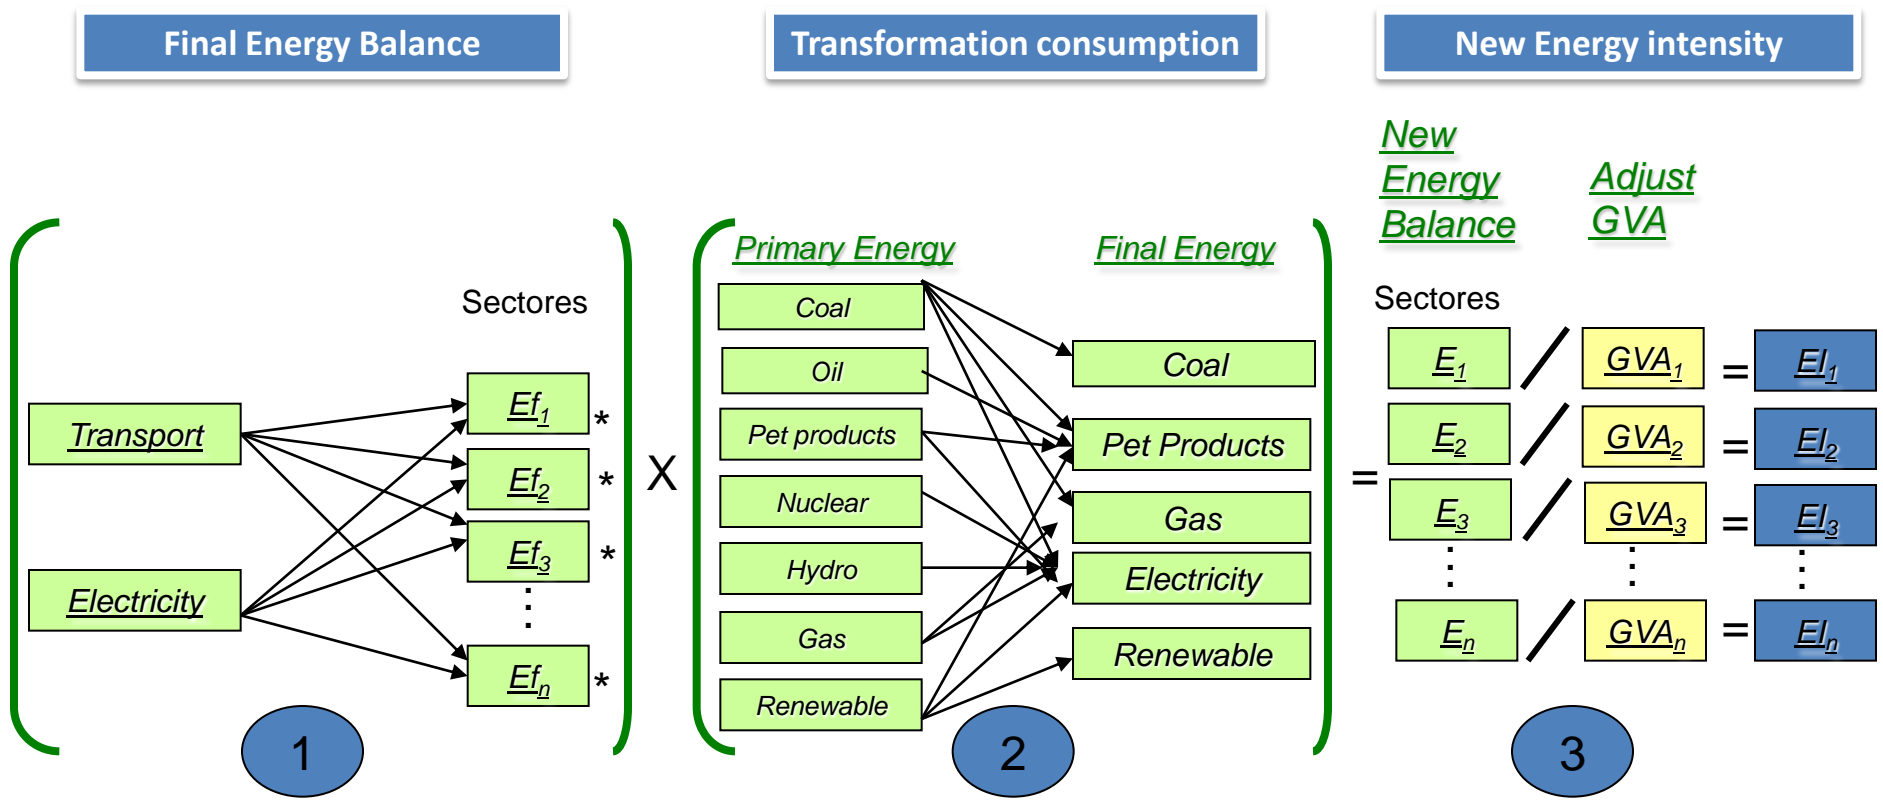 Final Energy Balance
Transformation consumption
New Energy intensity
Sectores
Transport
Electricity
Ef1 *
Ef2 *
Ef3 *
⋮
Efn *
1
X
Primary Energy
Final Energy
Coal
Oil
Pet products
Nuclear
Hydro
Gas
Renewable
Coal
Pet Products
Gas
Electricity
Renewable
2
=
New
Energy
Balance
Adjust
GVA
Sectores
E1 / GVA1 = EI1
E2 / GVA2 = EI2
E3 / GVA3 = EI3
⋮ ⋮ ⋮
En / GVAn = EIn
3